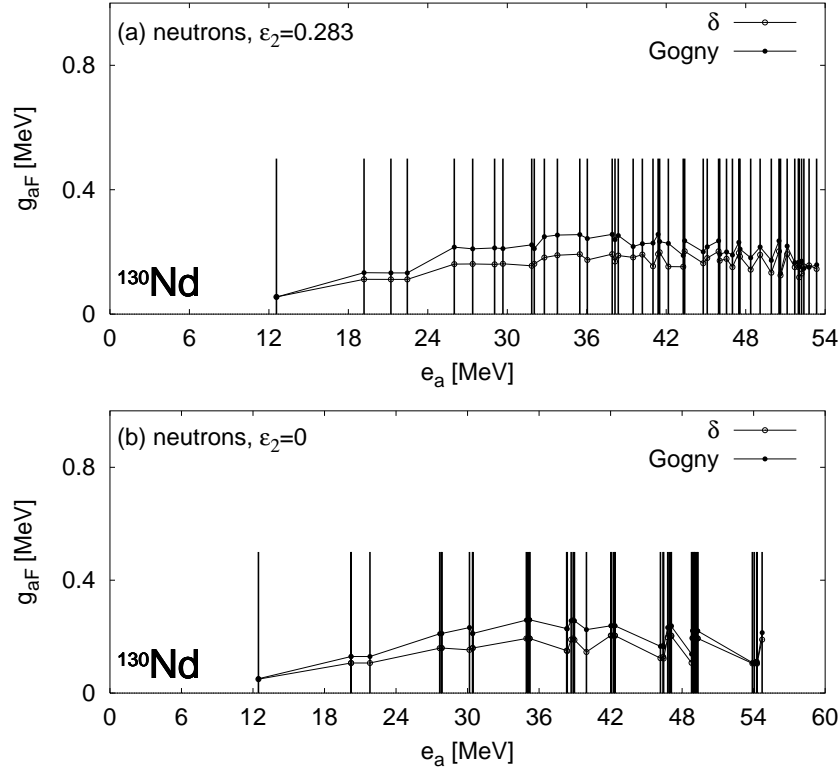 (a) neutrons, ε₂=0.283
δ
Gogny
0.8
0.4
0
g_aF [MeV]
¹³⁰Nd
0 6 12 18 24 30 36 42 48 54
e_a [MeV]
(b) neutrons, ε₂=0
δ
Gogny
0.8
0.4
0
g_aF [MeV]
¹³⁰Nd
0 6 12 18 24 30 36 42 48 54 60
e_a [MeV]